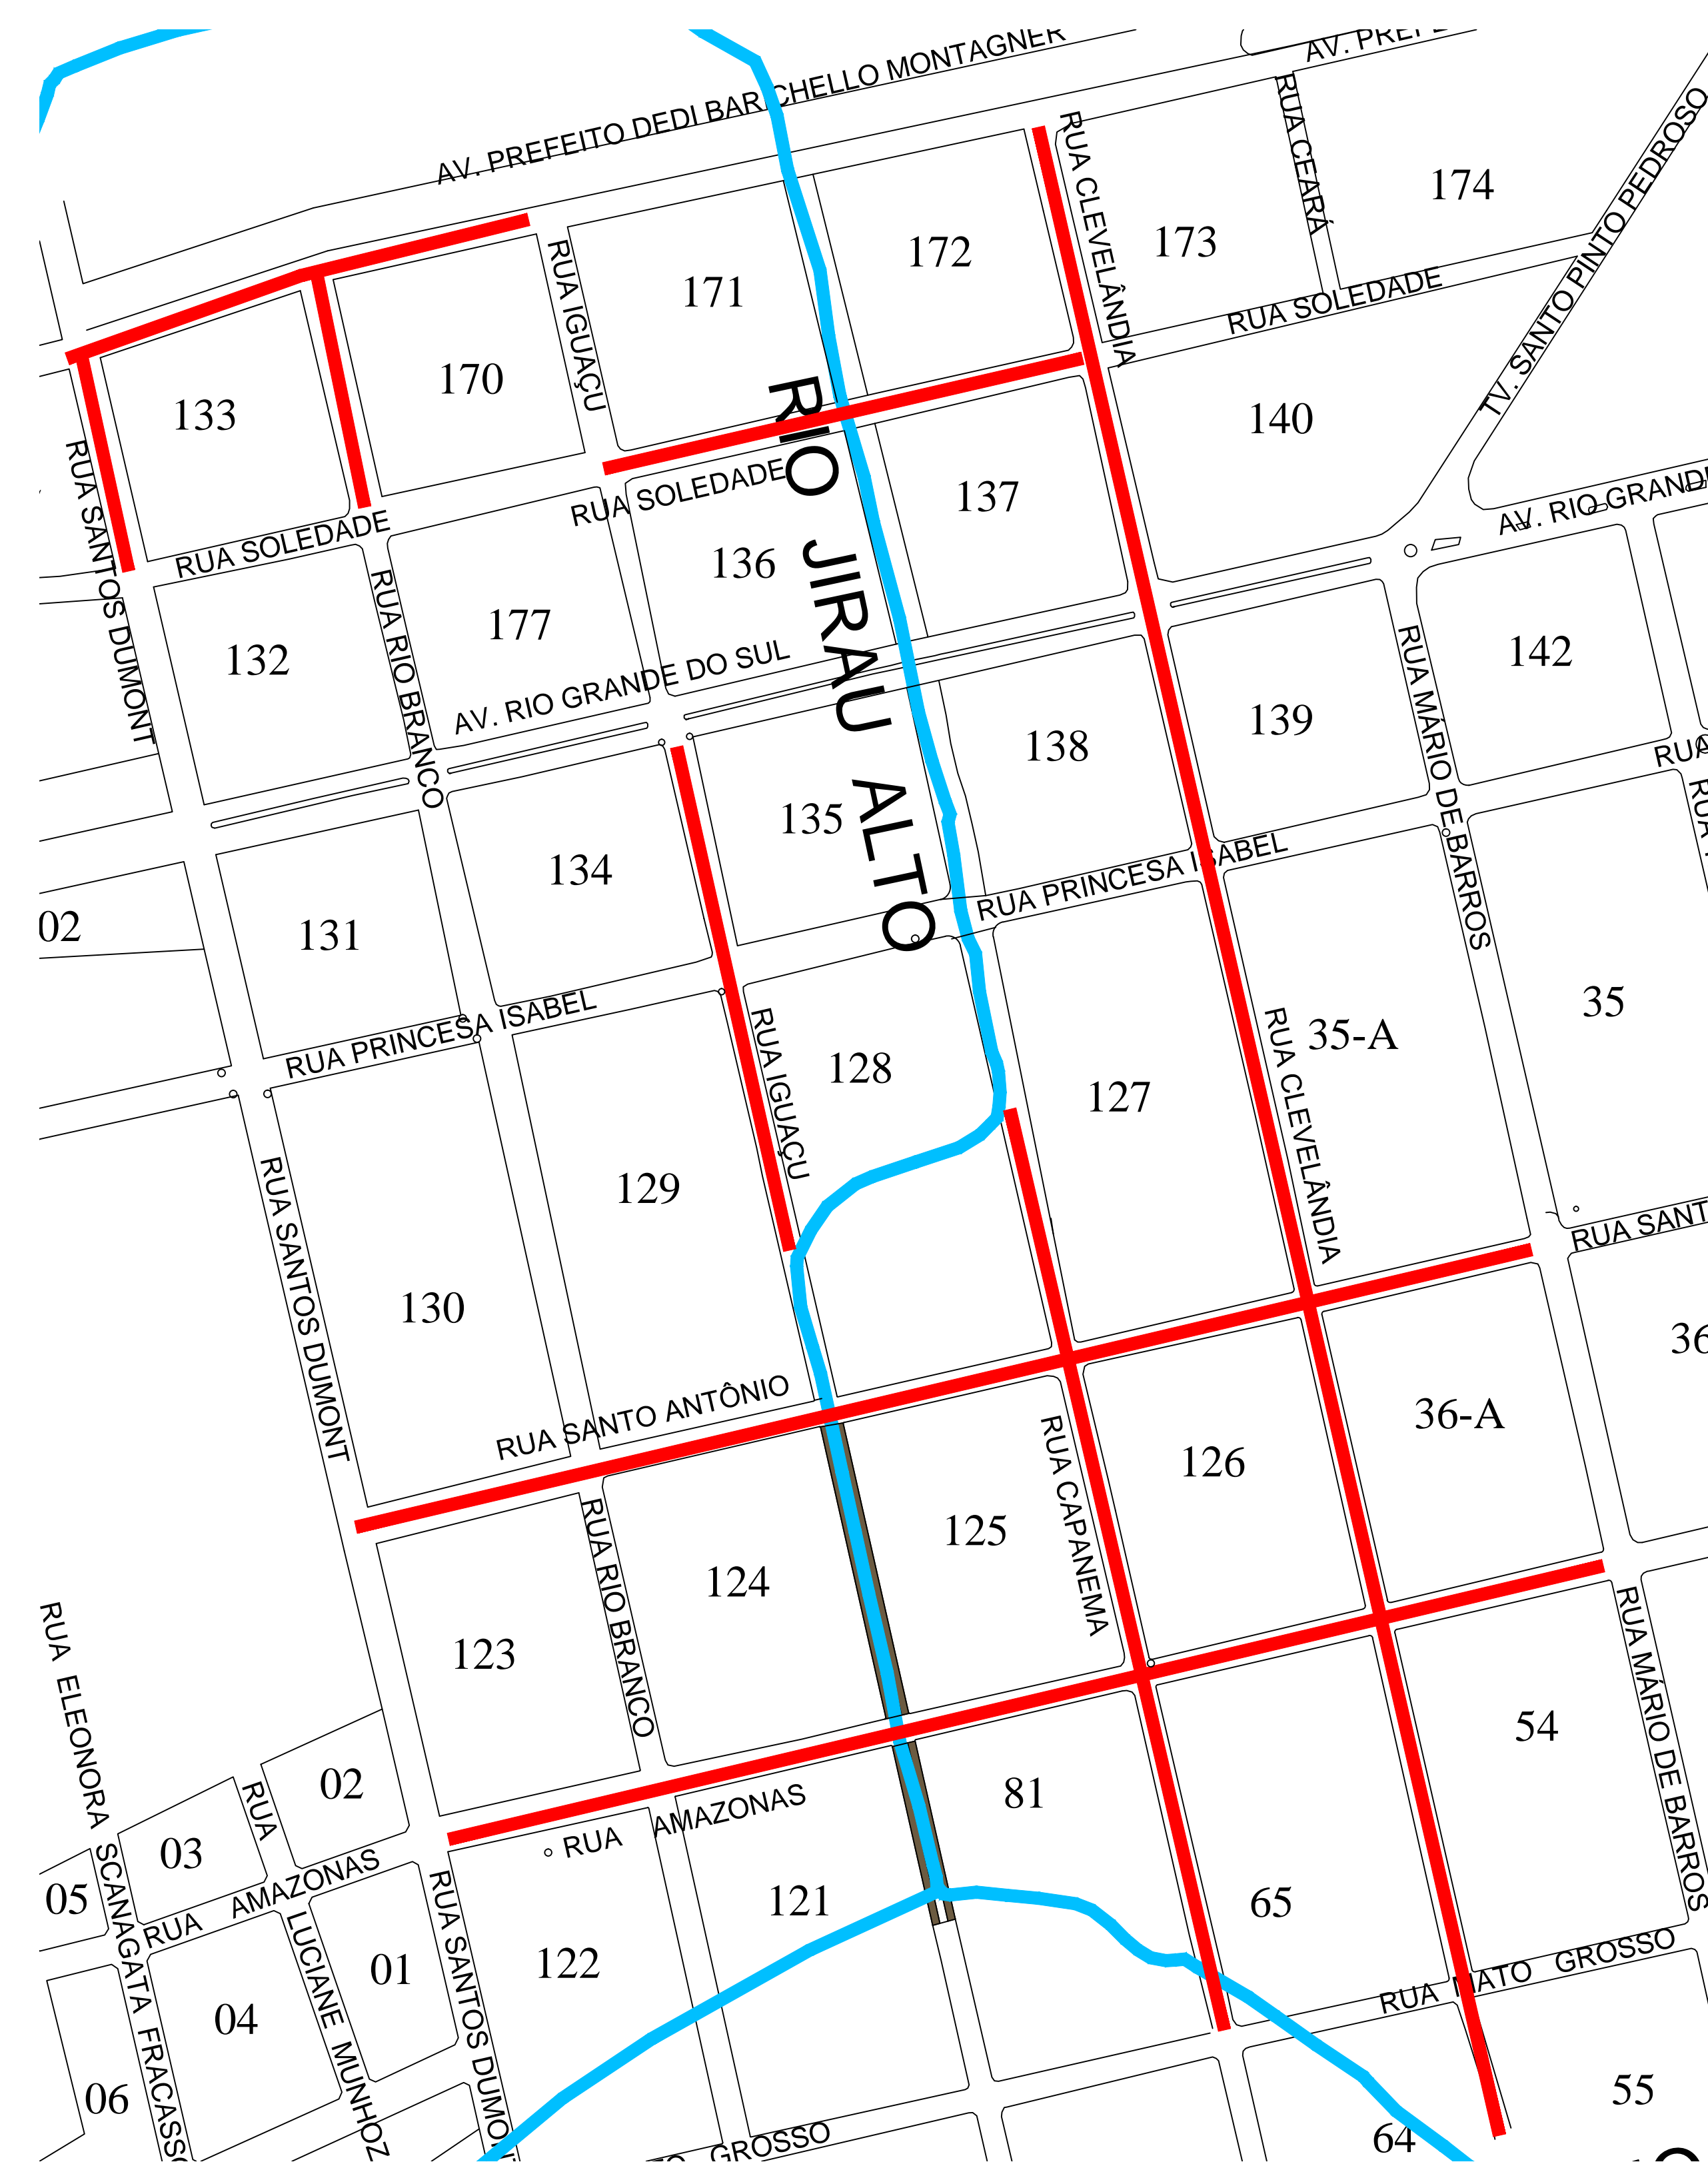 AV. PREFEITO DEDI BARICHELLO MONTAGNER
RUA CLEVELÂNDIA
RUA CEARÁ
TV. SANTO PINTO PEDROSO
174
173
172
171
RUA IGUAÇU
170
133
RUA SOLEDADE
140
RIO JIRAU ALTO
RUA SANTOS DUMONT
RUA SOLEDADE
RUA SOLEDADE
137
136
AV. RIO GRANDE
RUA RIO BRANCO
177
132
AV. RIO GRANDE DO SUL
142
RUA MÁRIO DE BARROS
139
138
RUA
RUA
135
134
131
02
RUA PRINCESA ISABEL
RUA PRINCESA ISABEL
35
35-A
RUA CLEVELÂNDIA
128
127
RUA IGUAÇU
129
130
RUA SANTOS DUMONT
RUA SANT
36
RUA SANTO ANTÔNIO
36-A
126
RUA CAPANEMA
125
124
RUA RIO BRANCO
123
RUA ELEONORA SCANAGATA FRACASSO
54
RUA MÁRIO DE BARROS
02
RUA LUCIANE MUNHOZ
03
05
RUA AMAZONAS
RUA AMAZONAS
81
65
121
122
RUA SANTOS DUMONT
01
04
06
RUA MATO GROSSO
55
64
GROSSO